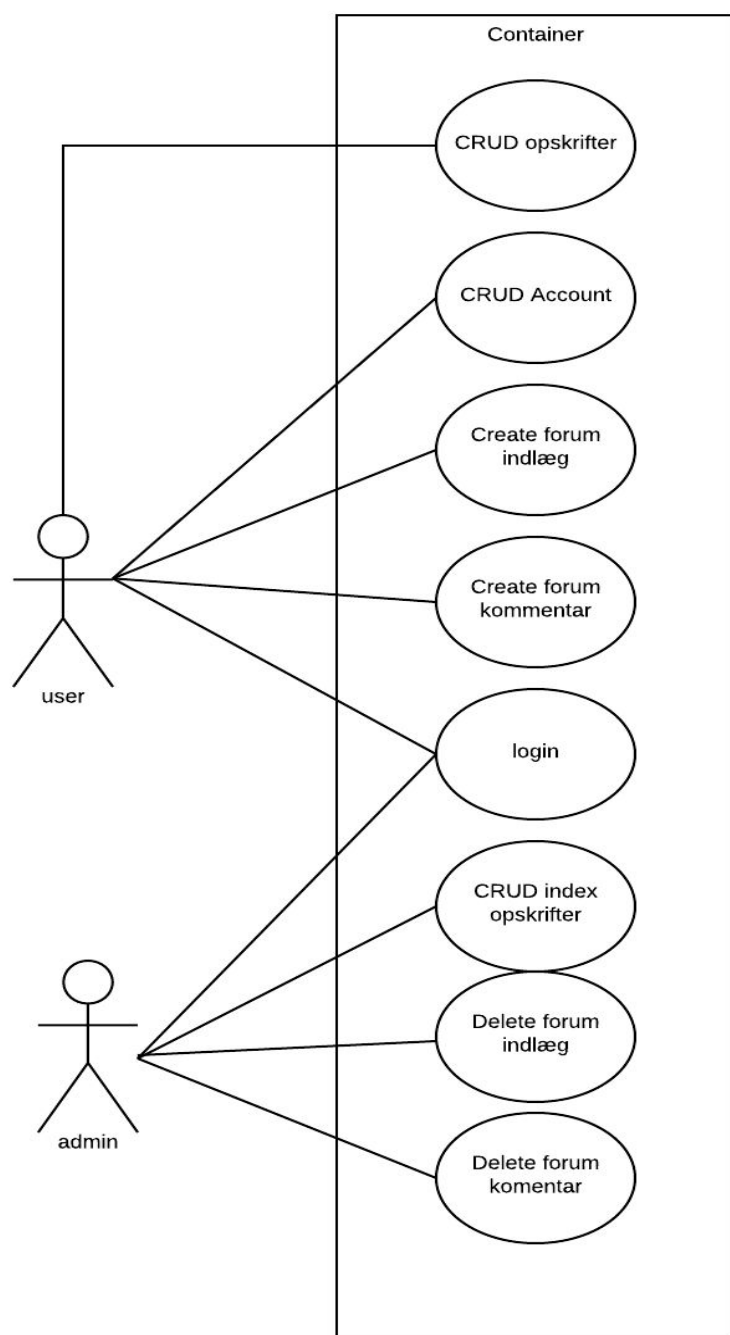 Container
CRUD opskrifter
CRUD Account
Create forum
indlæg
Create forum
kommentar
user
login
CRUD index
opskrifter
Delete forum
indlæg
admin
Delete forum
komentar